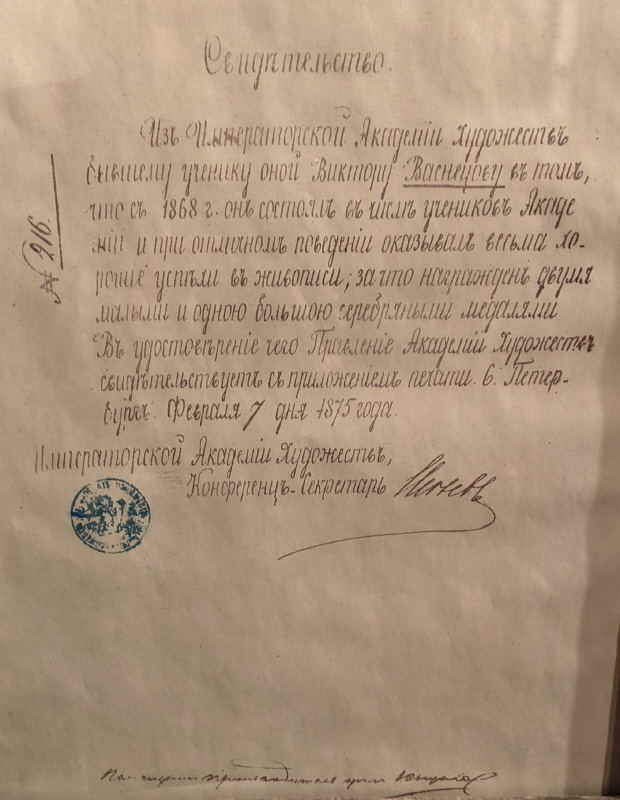 Свидѣтельство.
Изъ Императорской Академіи Художествъ
бывшему ученику оной Виктору Васнецову въ томъ,
что съ 1868 г. онъ состоялъ въ числѣ учениковъ Акаде
міи и при отличномъ поведеніи оказывалъ весьма хо-
рошіе успѣхи въ живописи; за что награжденъ двумя
малыми и одною большою серебряными медалями
Въ удостовѣреніе чего Правленіе Академіи Художествъ
свидѣтельствуетъ съ приложеніемъ печати. С. Петер-
бургъ. Февраля 7 дня 1875 года.
№ 216.
Императорской Академіи Художествъ,
Конференцъ-Секретарь